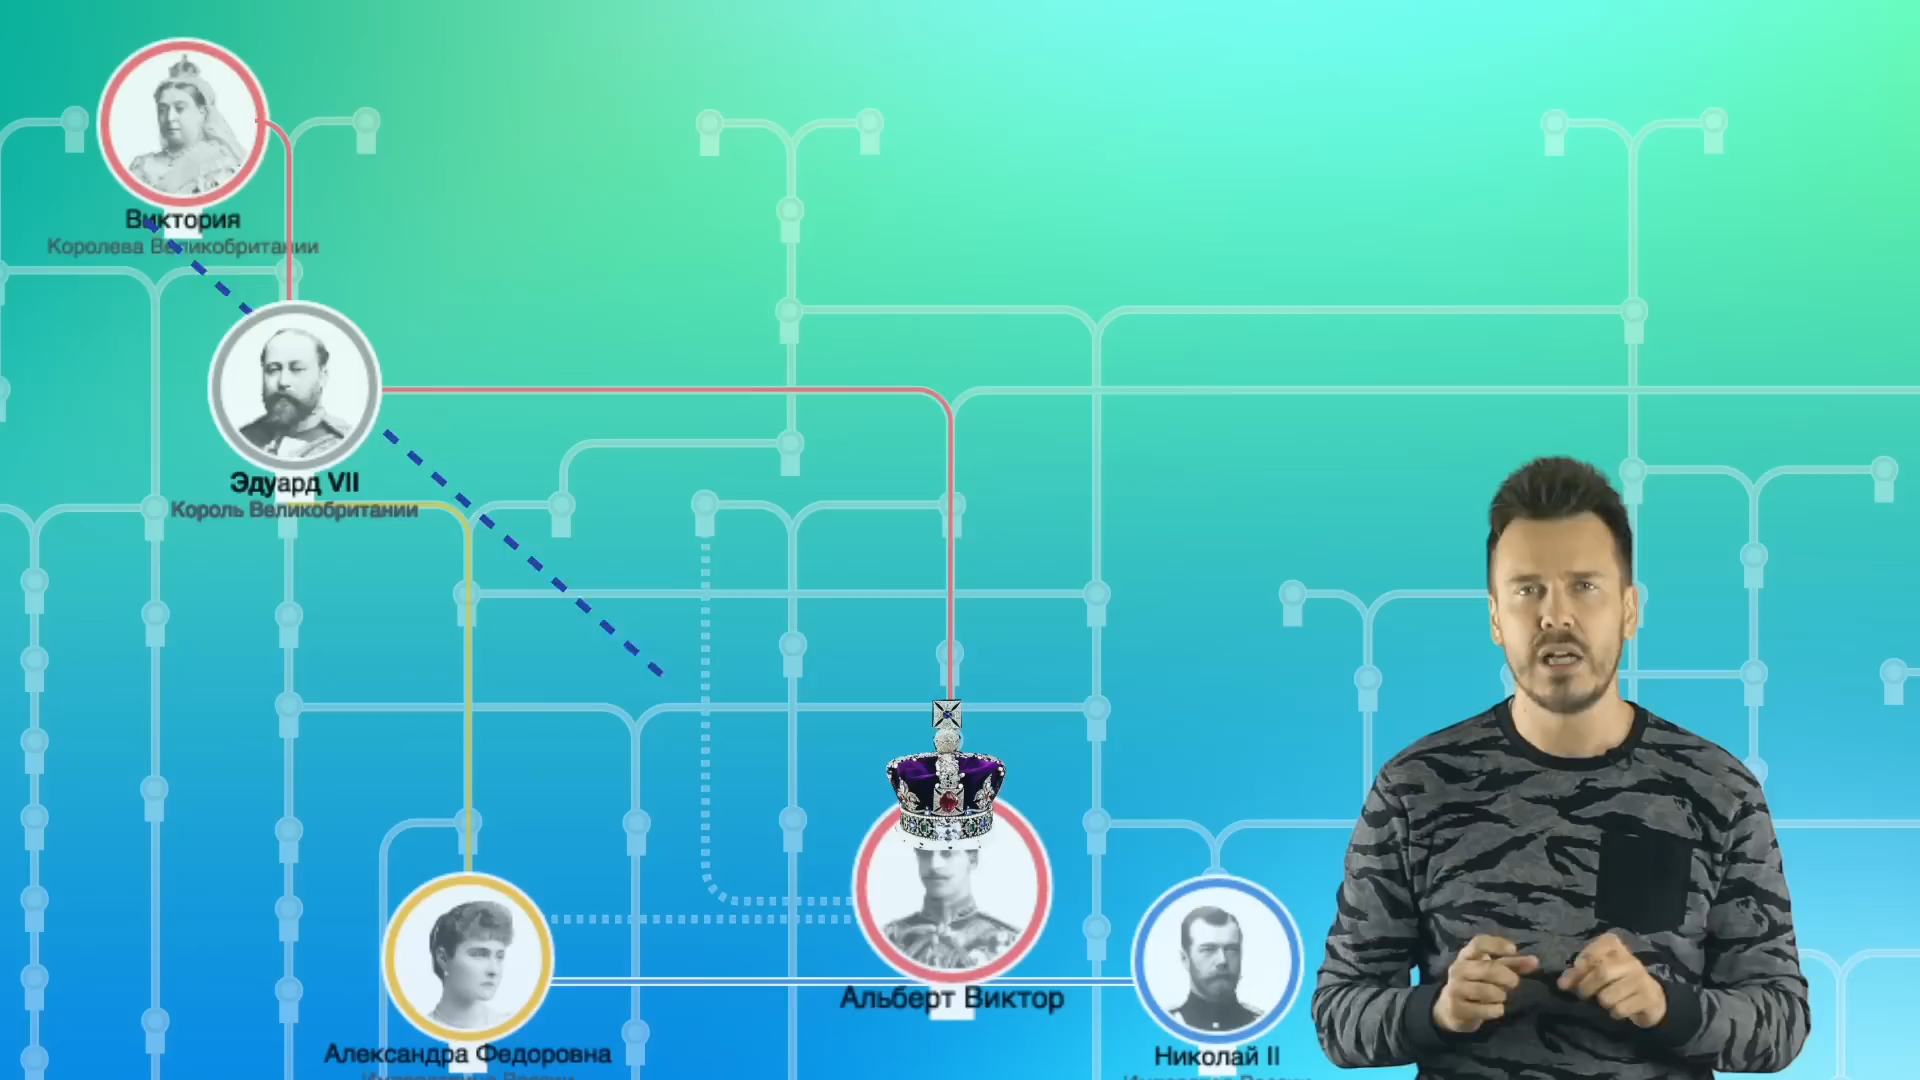 Виктория
Королева Великобритании
Эдуард VII
Король Великобритании
Альберт Виктор
Александра Федоровна
Николай II